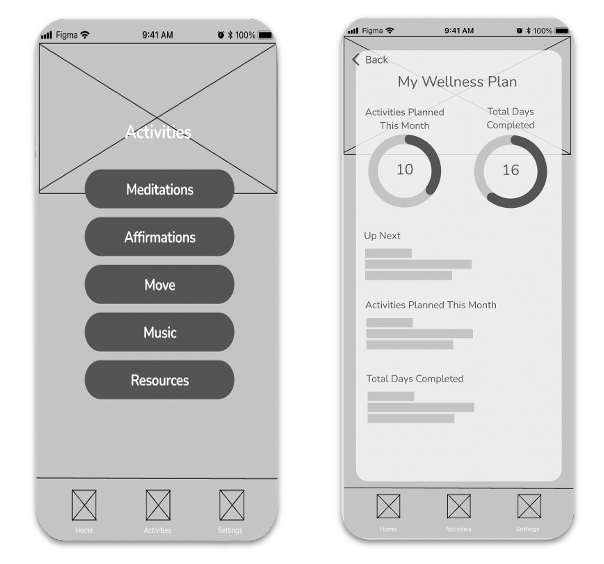 Figma 9:41 AM 100%
Activities
Meditations
Affirmations
Move
Music
Resources
Home Activities Settings
Figma 9:41 AM 100%
Back
My Wellness Plan
Activities Planned
This Month
10
Total Days
Completed
16
Up Next
Activities Planned This Month
Total Days Completed
Home Activities Settings